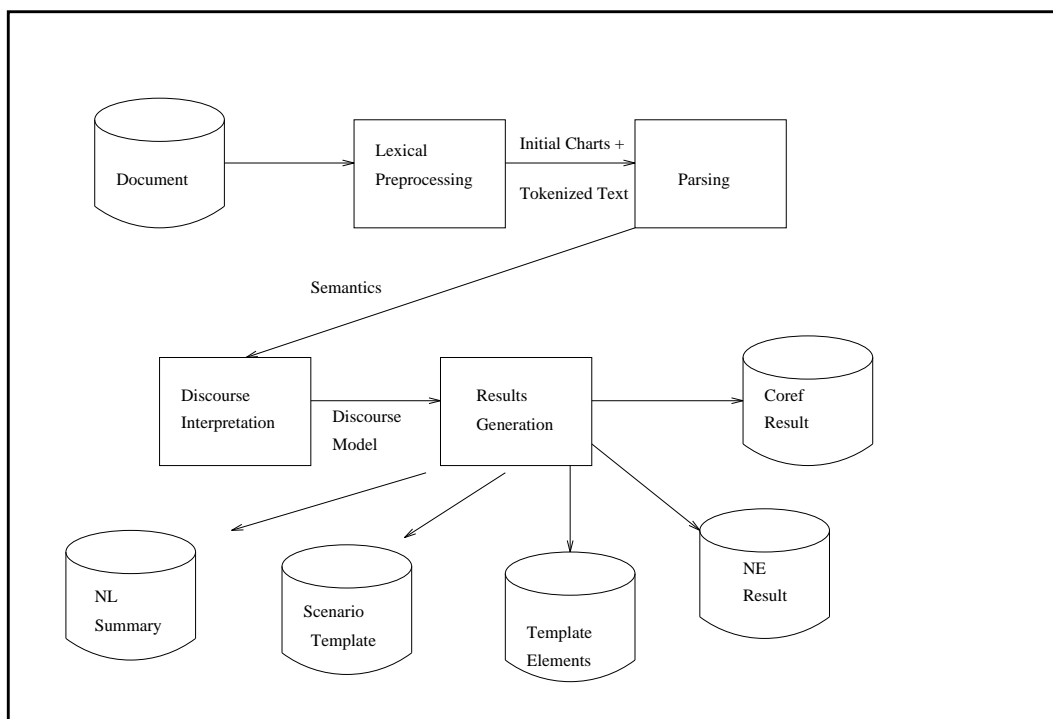 Document
Lexical
Preprocessing
Initial Charts +
Tokenized Text
Parsing
Semantics
Discourse
Interpretation
Discourse
Model
Results
Generation
Coref
Result
NL
Summary
Scenario
Template
Template
Elements
NE
Result